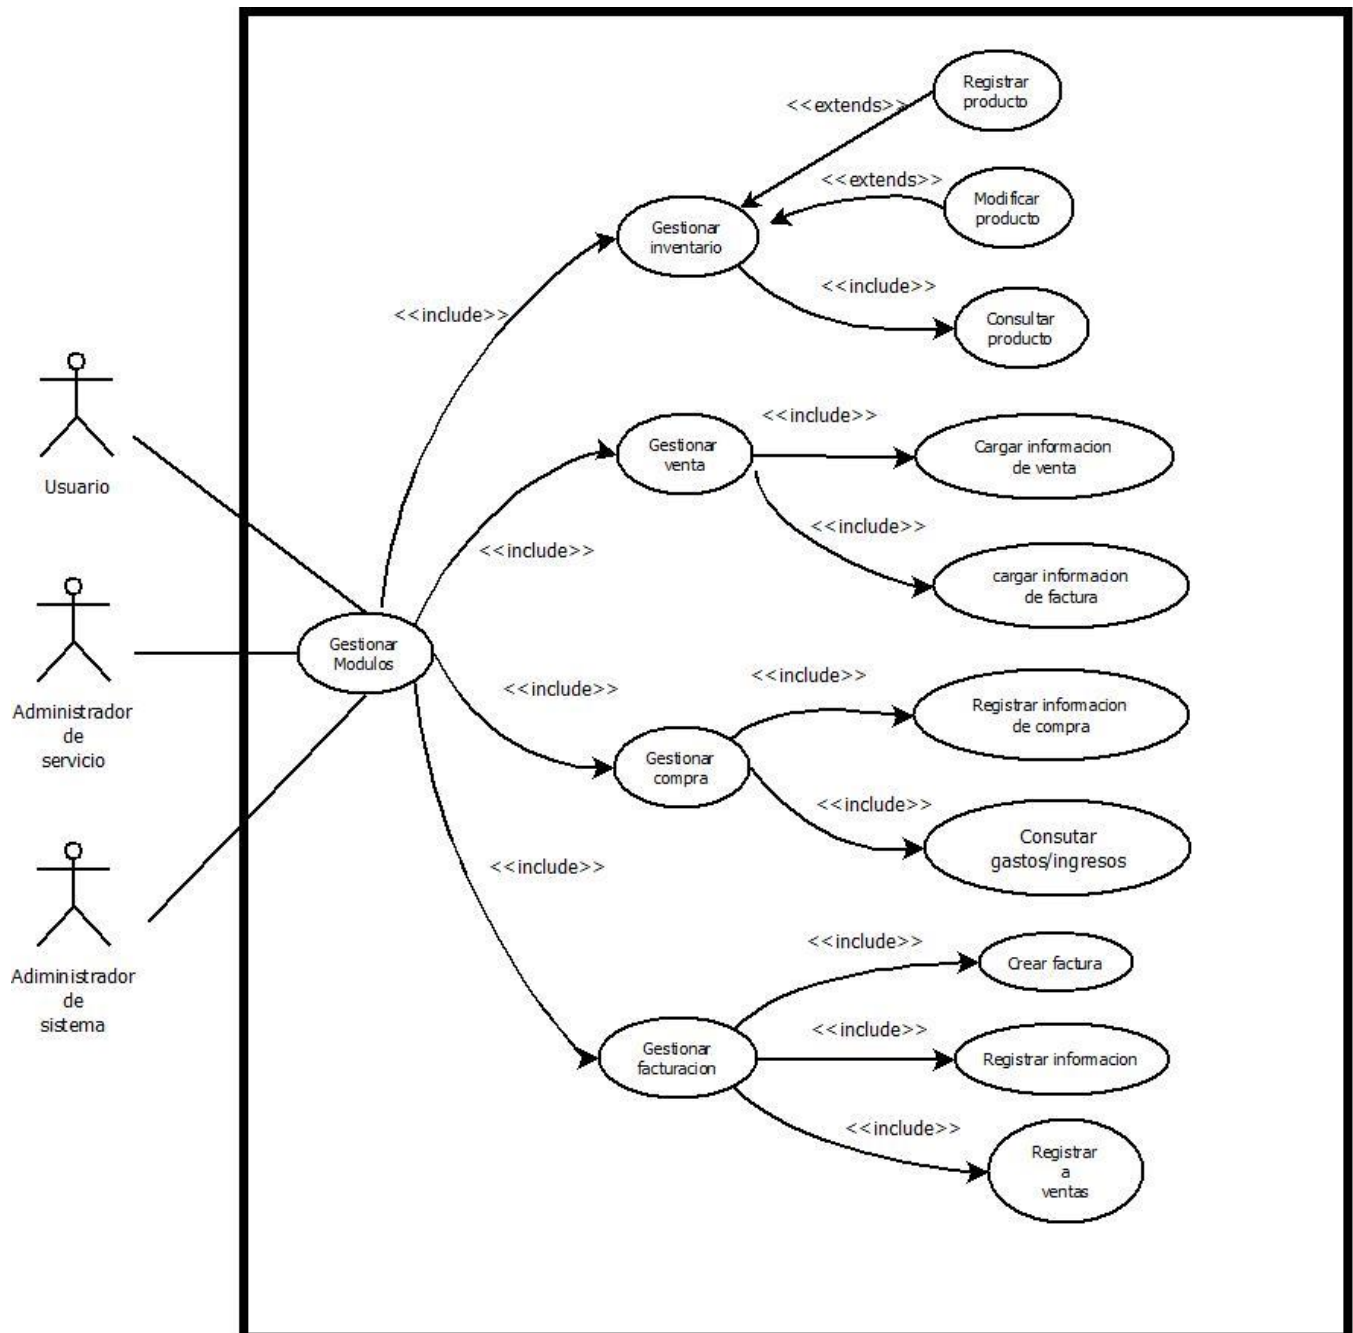 Registrar
producto
<<extends>>
<<extends>>
Modificar
producto
Gestionar
inventario
<<include>>
<<include>>
Consultar
producto
Usuario
<<include>>
Gestionar
venta
Cargar informacion
de venta
<<include>>
<<include>>
cargar informacion
de factura
Gestionar
Modulos
Administrador
de
servicio
<<include>>
<<include>>
Registrar informacion
de compra
Gestionar
compra
<<include>>
Consutar
gastos/ingresos
<<include>>
Adiministrador
de
sistema
<<include>>
Crear factura
Gestionar
facturacion
<<include>>
Registrar informacion
<<include>>
Registrar
a
ventas